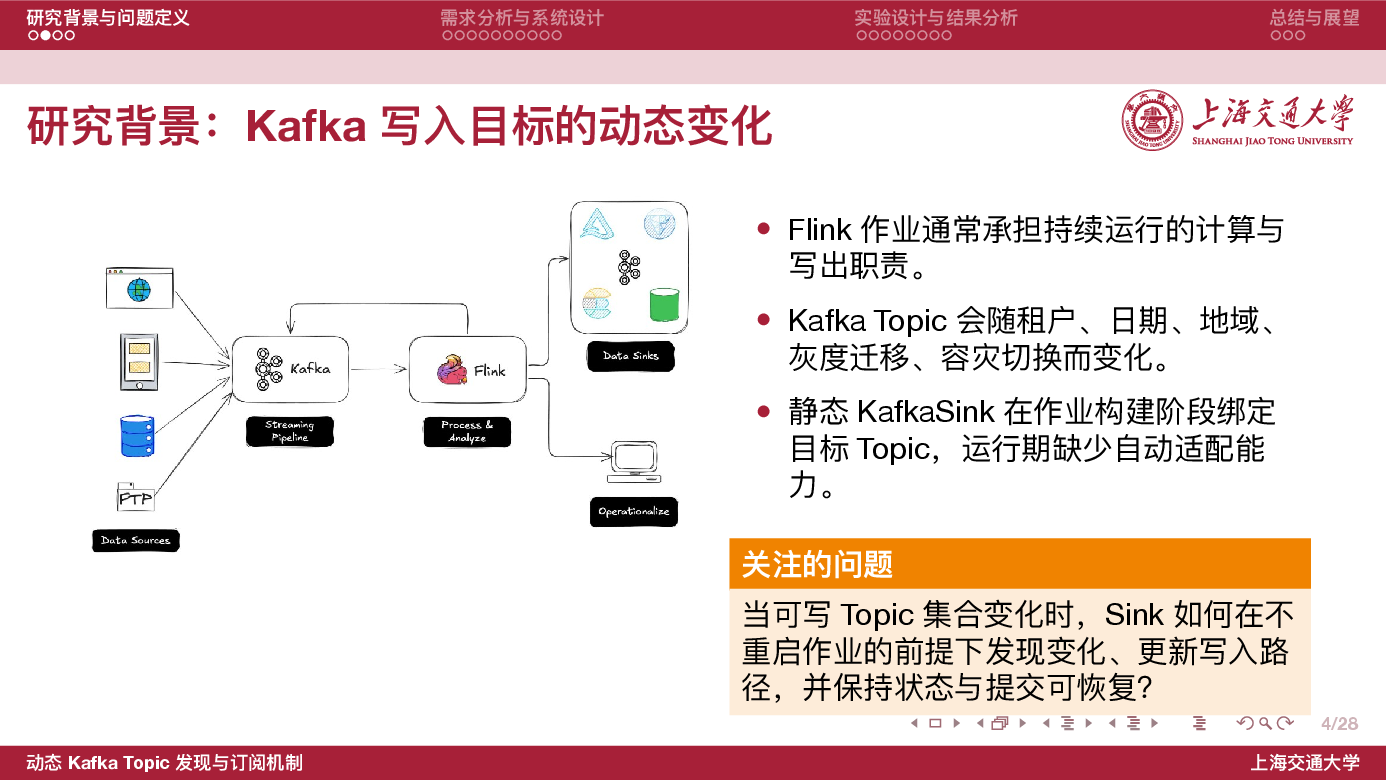 研究背景与问题定义
需求分析与系统设计
实验设计与结果分析
总结与展望
研究背景：Kafka 写入目标的动态变化
上海交通大学
SHANGHAI JIAO TONG UNIVERSITY
Kafka
Streaming
Pipeline
Flink
Process &
Analyze
Data Sinks
Operationalize
FTP
Data Sources
Flink 作业通常承担持续运行的计算与
写出职责。
Kafka Topic 会随租户、日期、地域、
灰度迁移、容灾切换而变化。
静态 KafkaSink 在作业构建阶段绑定
目标 Topic，运行期缺少自动适配能
力。
关注的问题
当可写 Topic 集合变化时，Sink 如何在不
重启作业的前提下发现变化、更新写入路
径，并保持状态与提交可恢复？
4/28
动态 Kafka Topic 发现与订阅机制
上海交通大学